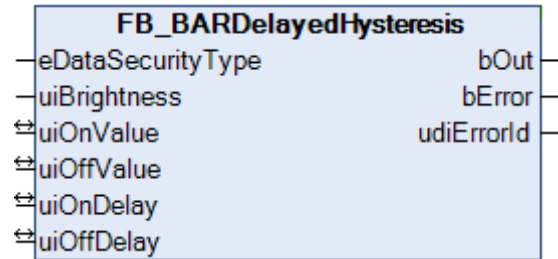 FB_BARDelayedHysteresis
eDataSecurityType bOut
uiBrightness bError
uiOnValue udiErrorId
uiOffValue
uiOnDelay
uiOffDelay